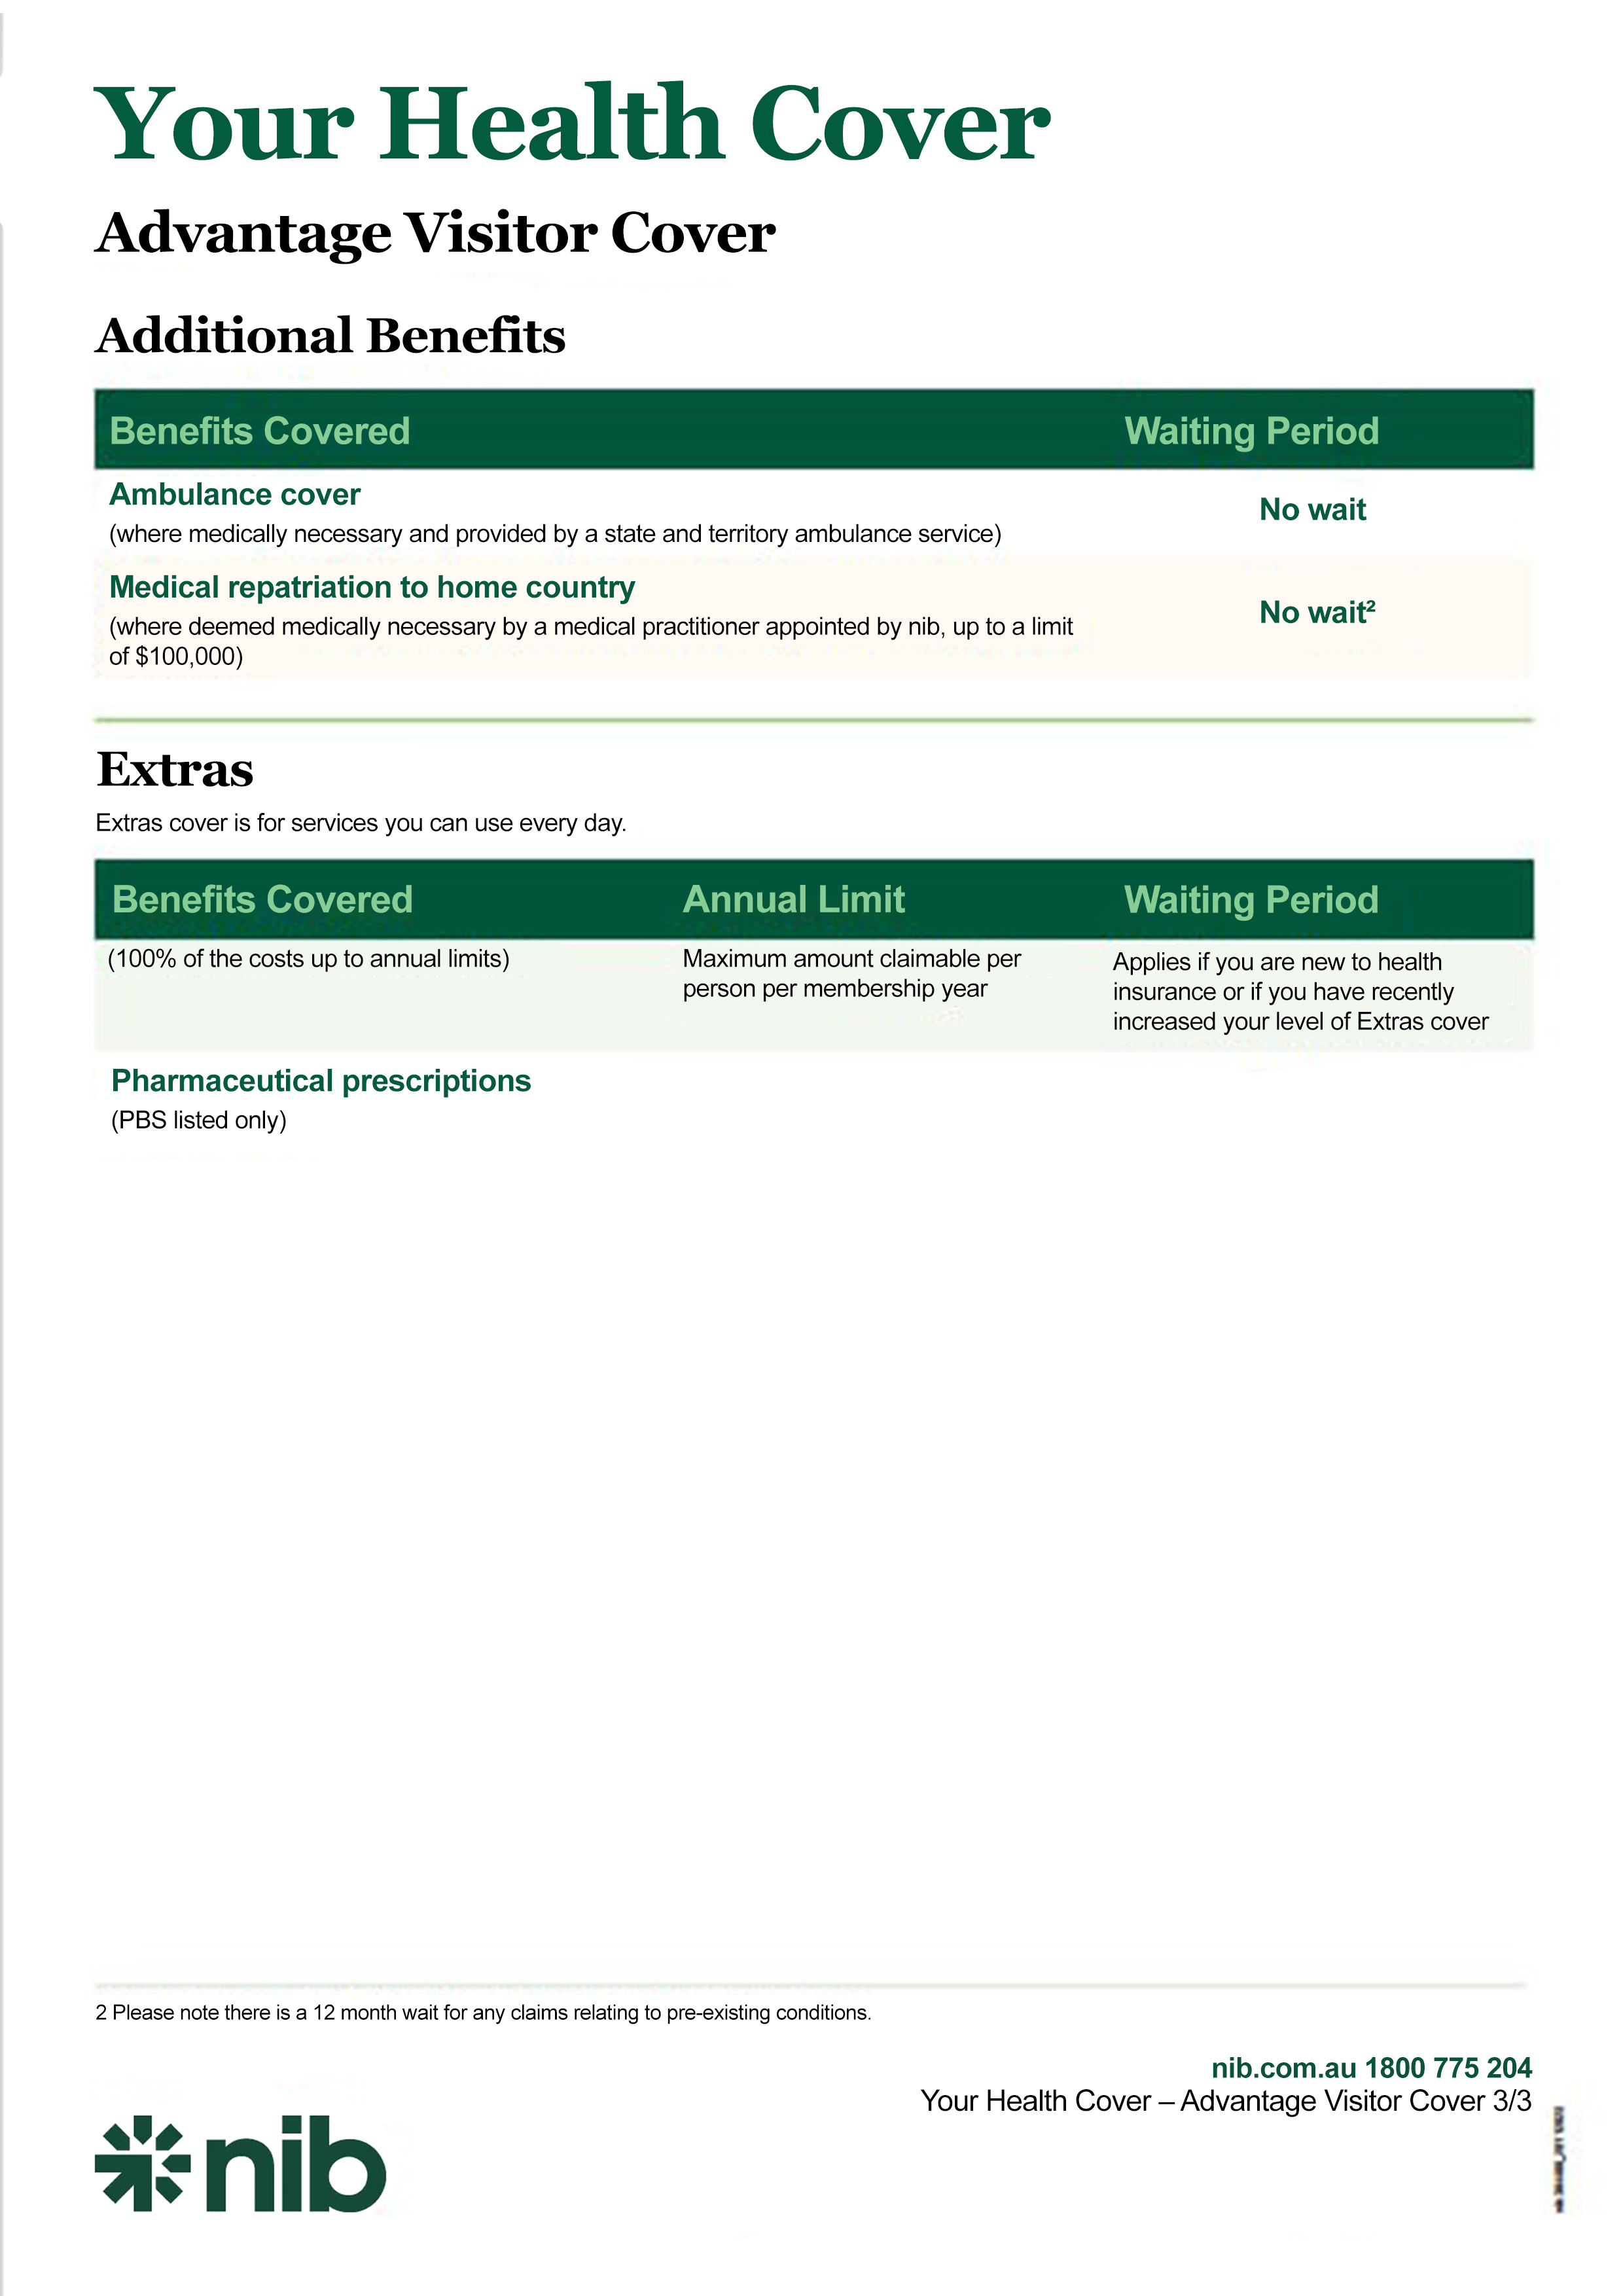 Your Health Cover
Advantage Visitor Cover
Additional Benefits
Benefits Covered Waiting Period
Ambulance cover
(where medically necessary and provided by a state and territory ambulance service)
No wait
Medical repatriation to home country
(where deemed medically necessary by a medical practitioner appointed by nib, up to a limit
of $100,000)
No wait²
Extras
Extras cover is for services you can use every day.
Benefits Covered Annual Limit Waiting Period
(100% of the costs up to annual limits)
Maximum amount claimable per
person per membership year
Applies if you are new to health
insurance or if you have recently
increased your level of Extras cover
Pharmaceutical prescriptions
(PBS listed only)
2 Please note there is a 12 month wait for any claims relating to pre-existing conditions.
nib.com.au 1800 775 204
Your Health Cover – Advantage Visitor Cover 3/3
nib